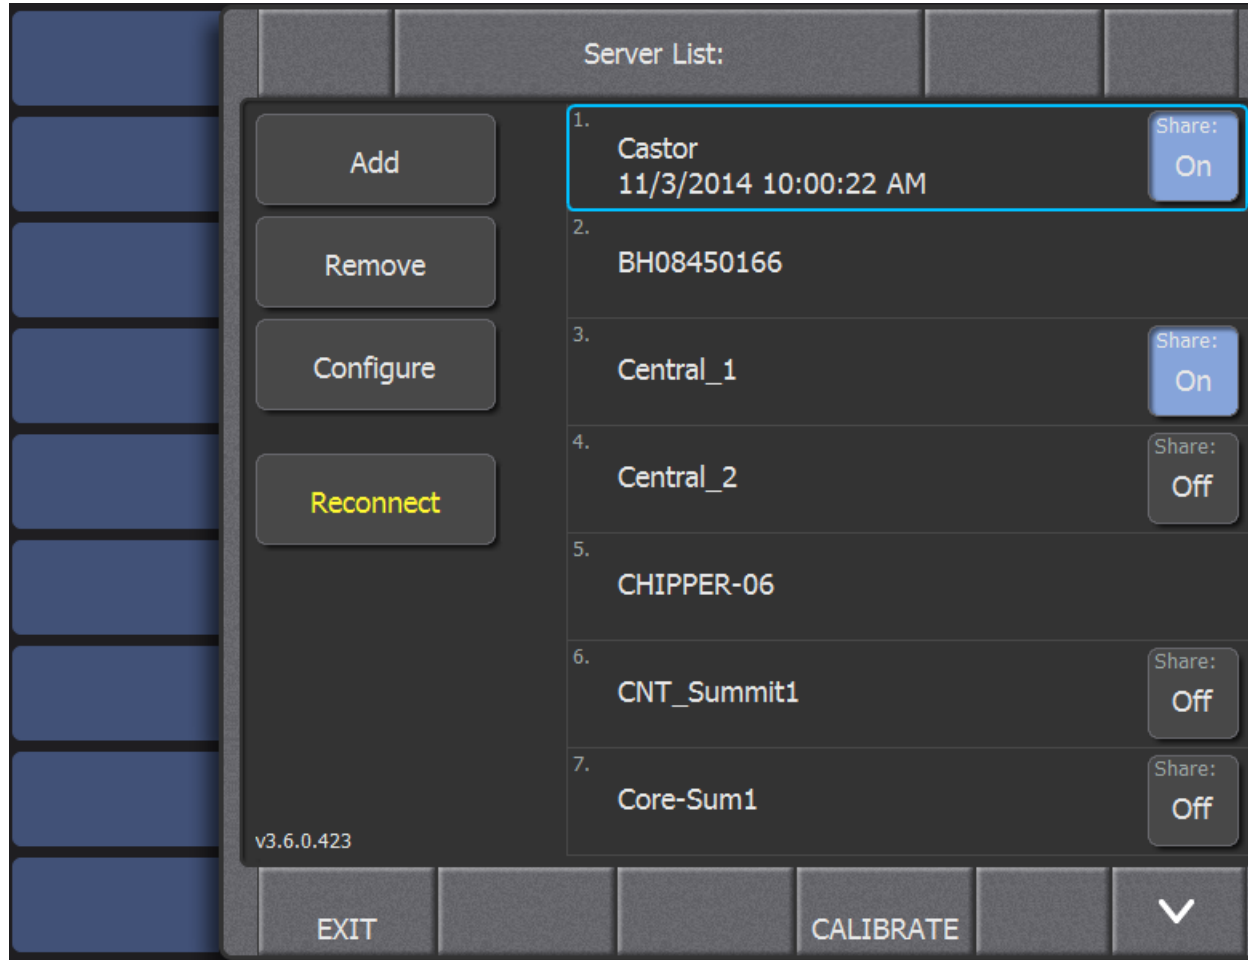 Server List:
Add
Remove
Configure
Reconnect
v3.6.0.423
1.
Castor
11/3/2014 10:00:22 AM
Share:
On
2.
BH08450166
3.
Central_1
Share:
On
4.
Central_2
Share:
Off
5.
CHIPPER-06
6.
CNT_Summit1
Share:
Off
7.
Core-Sum1
Share:
Off
EXIT
CALIBRATE